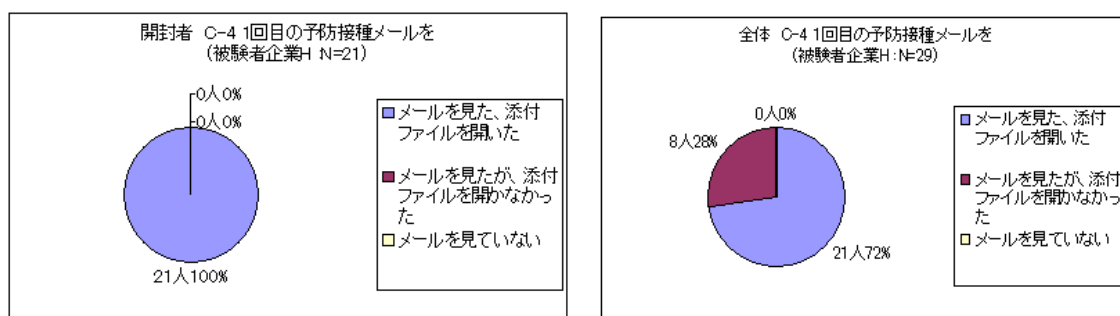 開封者 C-4 1回目の予防接種メールを
(被験者企業H:N=21)
0人0%
0人0%
21人100%
メールを見た、添付
ファイルを開いた
メールを見たが、添付
ファイルを開かなかっ
た
メールを見ていない
全体 C-4 1回目の予防接種メールを
(被験者企業H:N=29)
0人0%
8人28%
21人72%
メールを見た、添付
ファイルを開いた
メールを見たが、添付
ファイルを開かなかっ
た
メールを見ていない